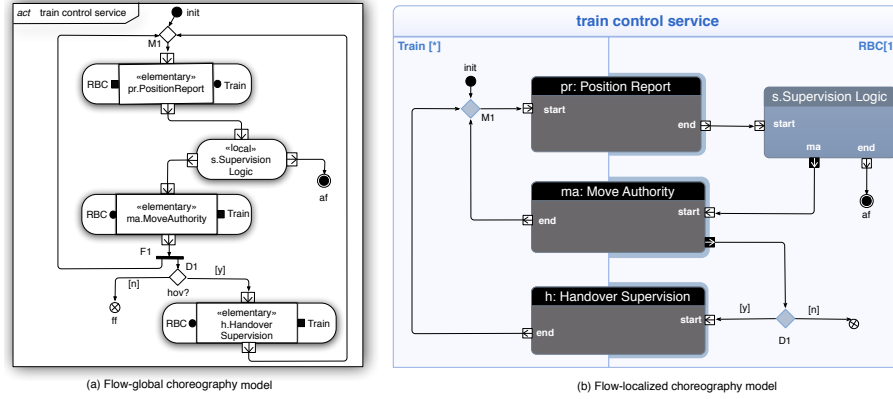 act train control service
init
M1
«elementary»
RBC pr.PositionReport Train
«local»
s.Supervision
Logic
af
«elementary»
RBC ma.MoveAuthority Train
F1
D1
[n] [y]
hov?
ff
«elementary»
RBC h.Handover Train
Supervision
(a) Flow-global choreography model
train control service
Train [*] RBC[1
init
M1
pr: Position Report
start
end
s.Supervision Logic
start
ma end
af
ma: Move Authority
start
end
h: Handover Supervision
start
end
[y] [n]
D1
(b) Flow-localized choreography model